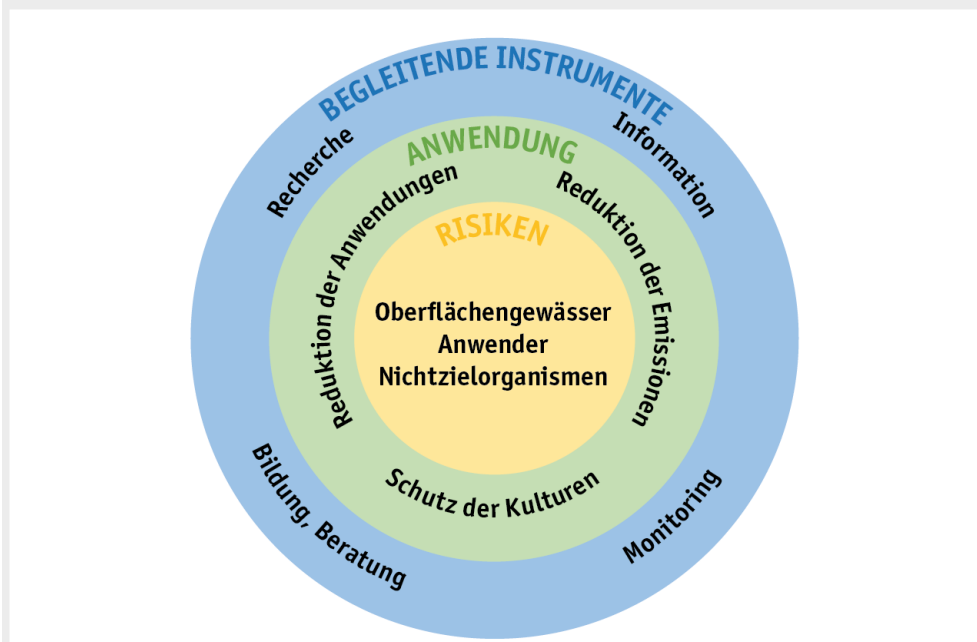 BEGLEITENDE INSTRUMENTE
Recherche
Information
ANWENDUNG
Reduktion der Anwendungen
Reduktion der Emissionen
RISIKEN
Oberflächengewässer
Anwender
Nichtzielorganismen
Schutz der Kulturen
Bildung, Beratung
Monitoring